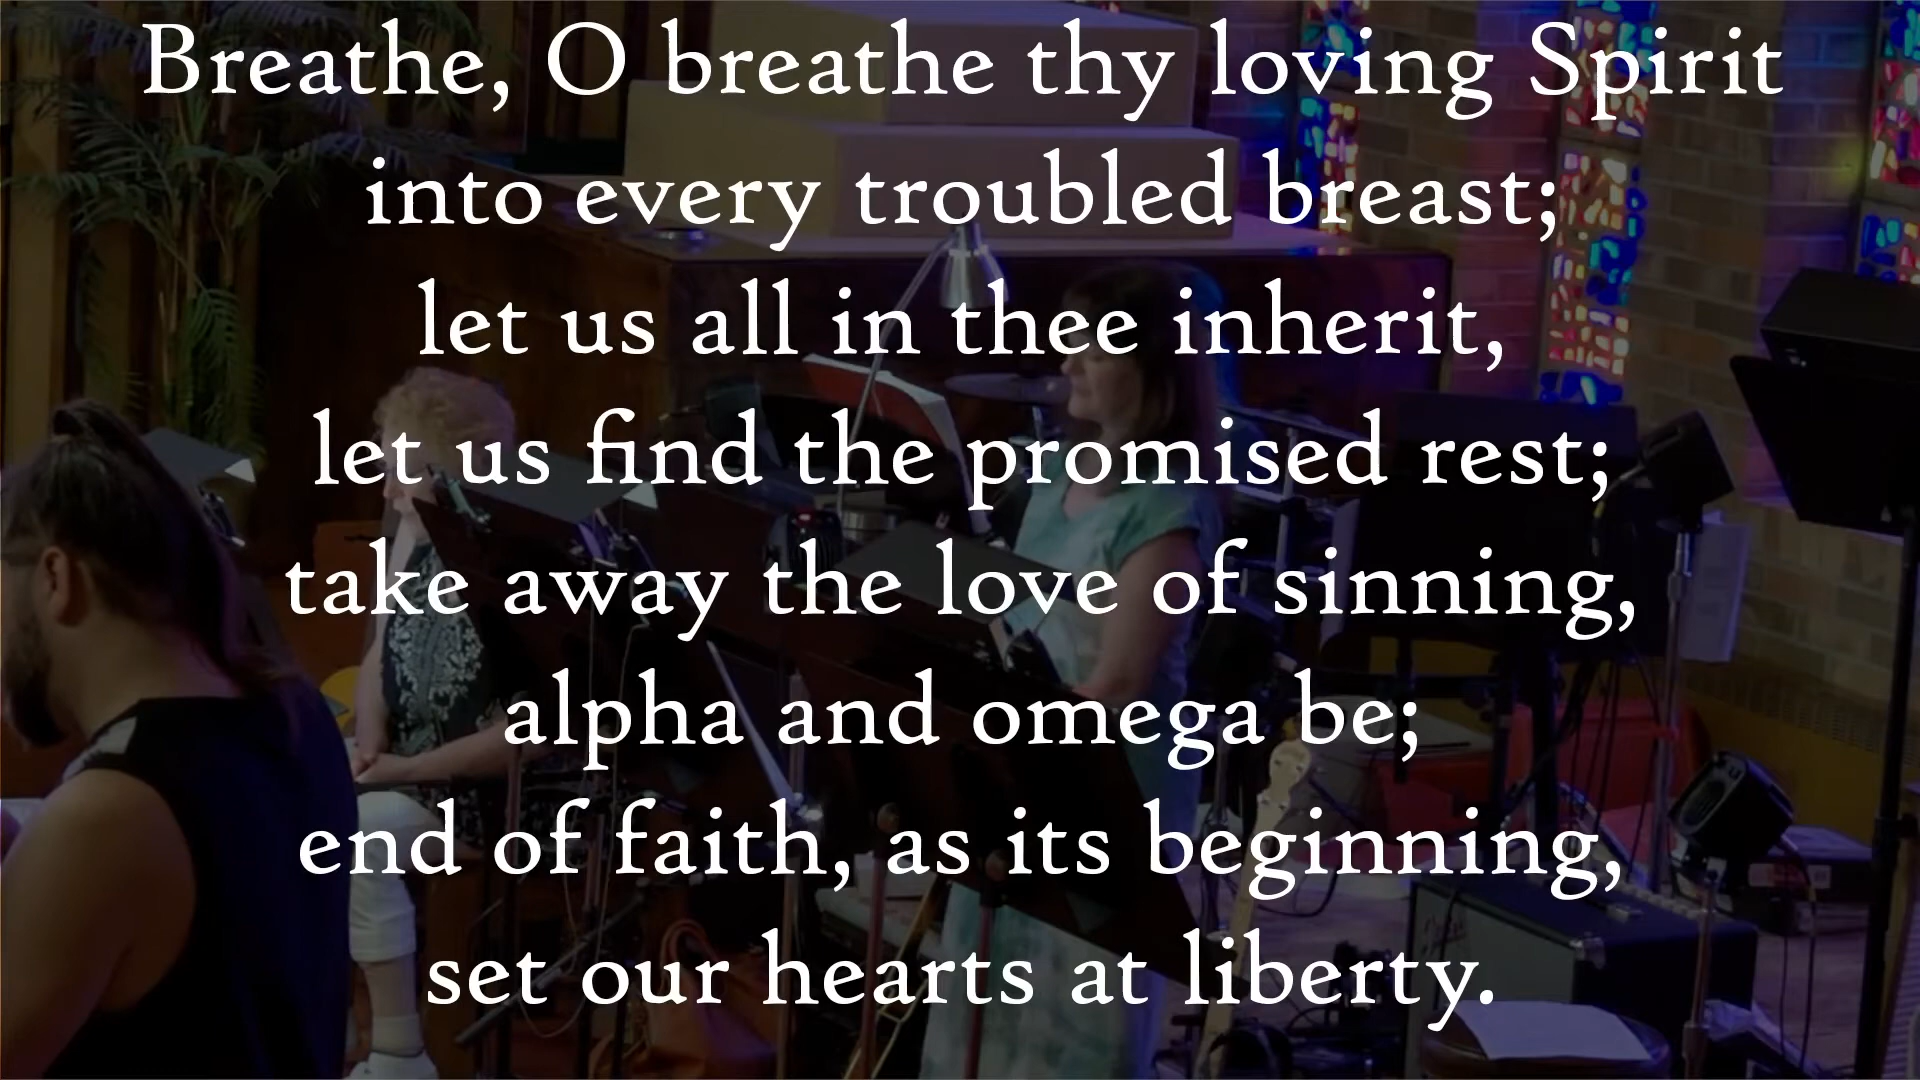 Breathe, O breathe thy loving Spirit
into every troubled breast;
let us all in thee inherit,
let us find the promised rest;
take away the love of sinning,
alpha and omega be;
end of faith, as its beginning,
set our hearts at liberty.